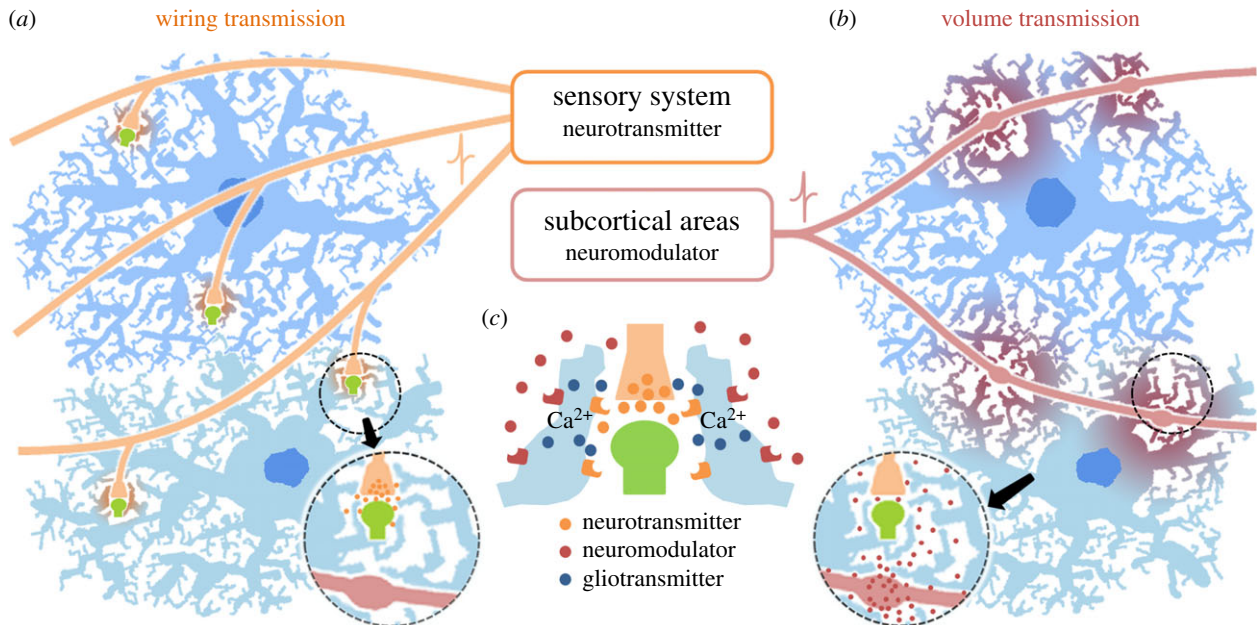 (a) wiring transmission
(b) volume transmission
sensory system
neurotransmitter
subcortical areas
neuromodulator
(c)
Ca²⁺ Ca²⁺
neurotransmitter
neuromodulator
gliotransmitter